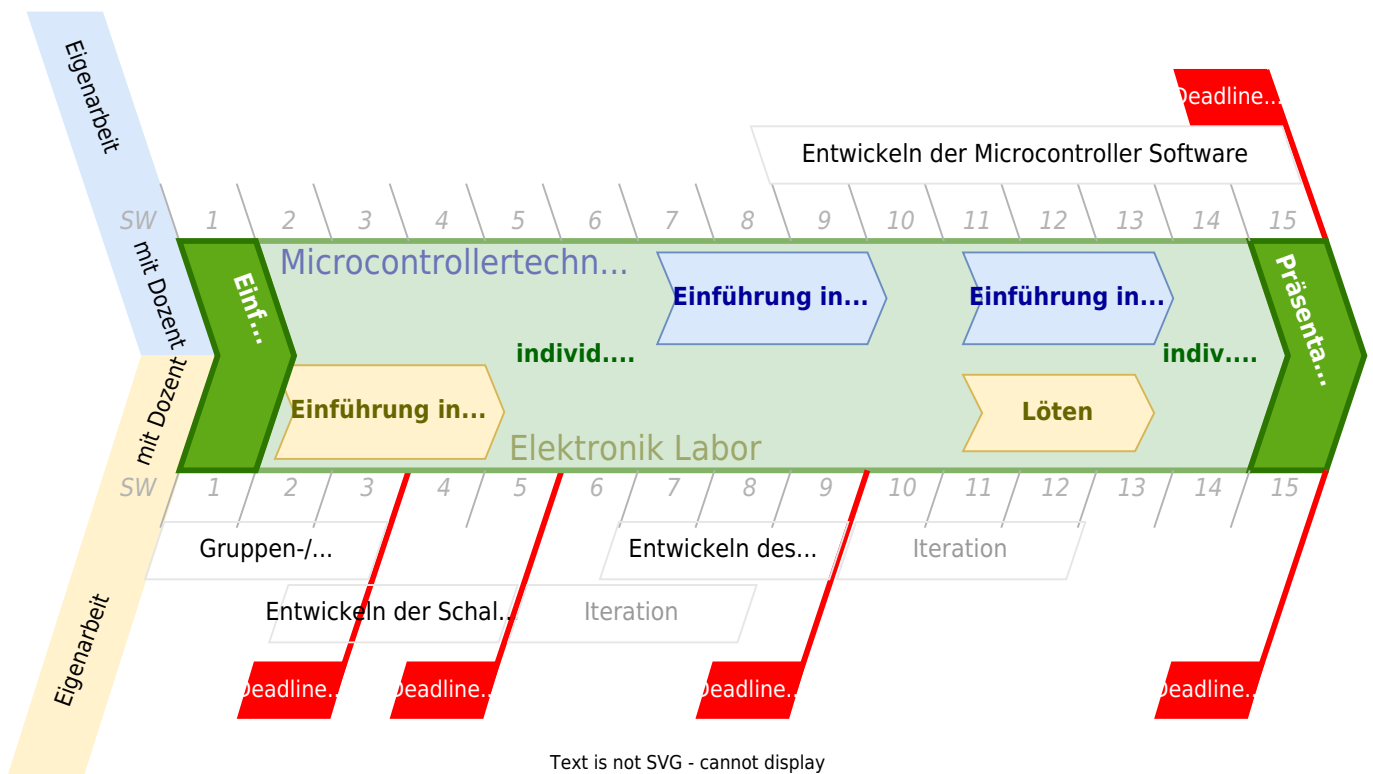 Eigenarbeit
Deadline...
Entwickeln der Microcontroller Software
SW 1 2 3 4 5 6 7 8 9 10 11 12 13 14 15
mit Dozent
Microcontrollertechn...
Einf...
Einführung in...
Einführung in...
Präsenta...
individ....
indiv....
mit Dozent
Einführung in...
Löten
Elektronik Labor
SW 1 2 3 4 5 6 7 8 9 10 11 12 13 14 15
Gruppen-/...
Entwickeln des...
Iteration
Entwickeln der Schal...
Iteration
Eigenarbeit
Deadline...
Deadline...
Deadline...
Deadline...
Text is not SVG - cannot display